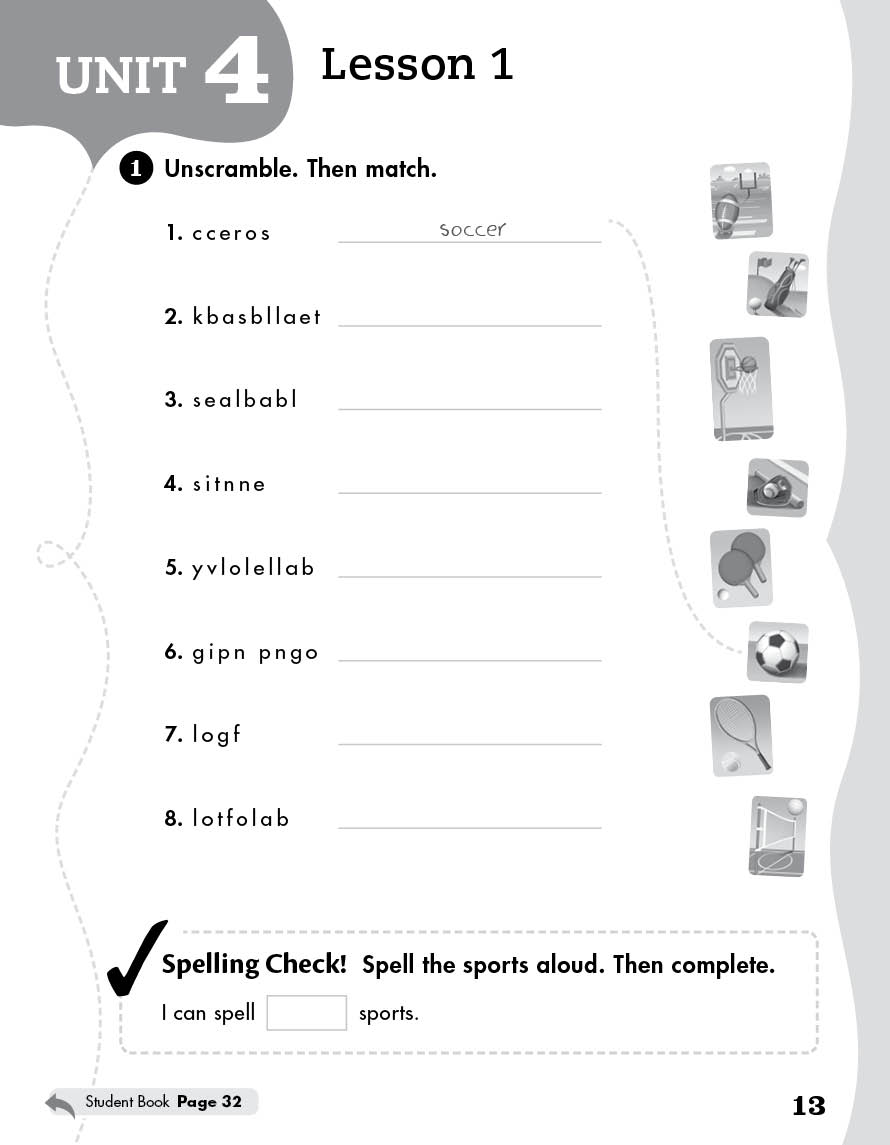 UNIT 4 Lesson 1
1 Unscramble. Then match.
1. cceros soccer
2. kbasbllaet
3. sealbabl
4. sitnne
5. yvlolellab
6. gipn pngo
7. logf
8. lotfolab
Spelling Check! Spell the sports aloud. Then complete.
I can spell sports.
Student Book Page 32
13